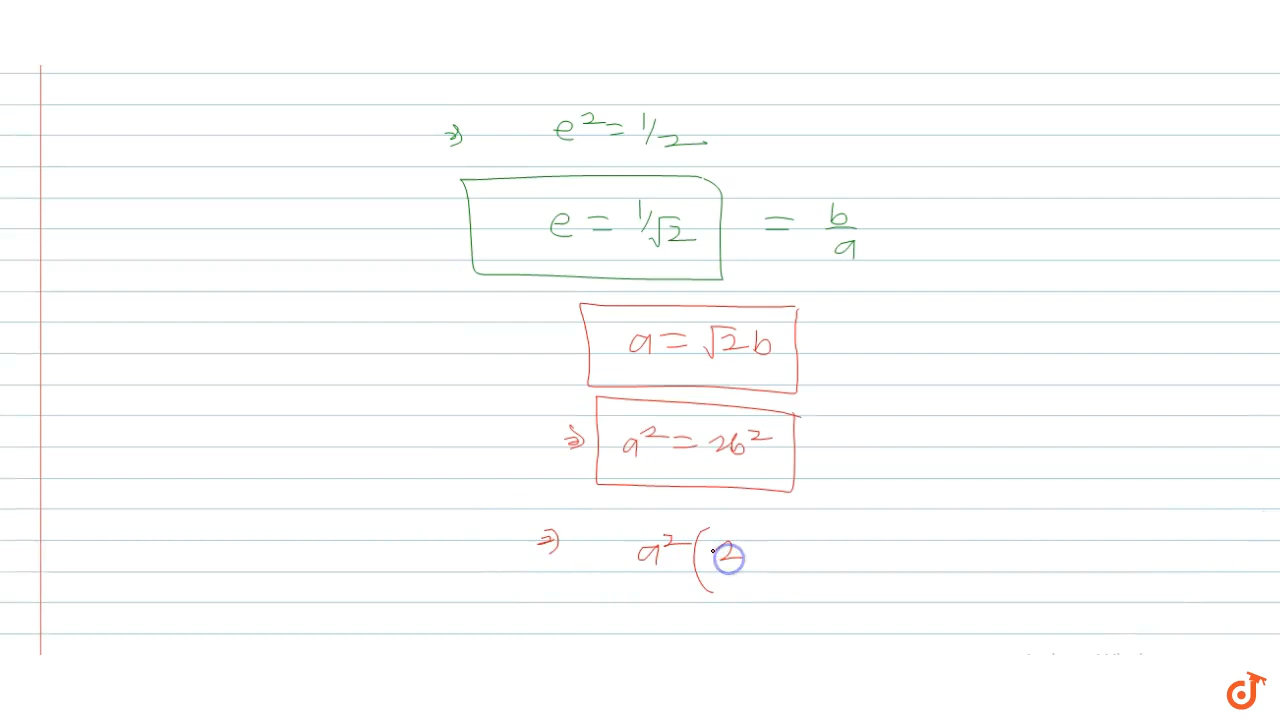 ⇒ e² = 1/2
e = 1/√2 = b/a
a = √2 b
⇒ a² = 2b²
⇒ a² ( 2